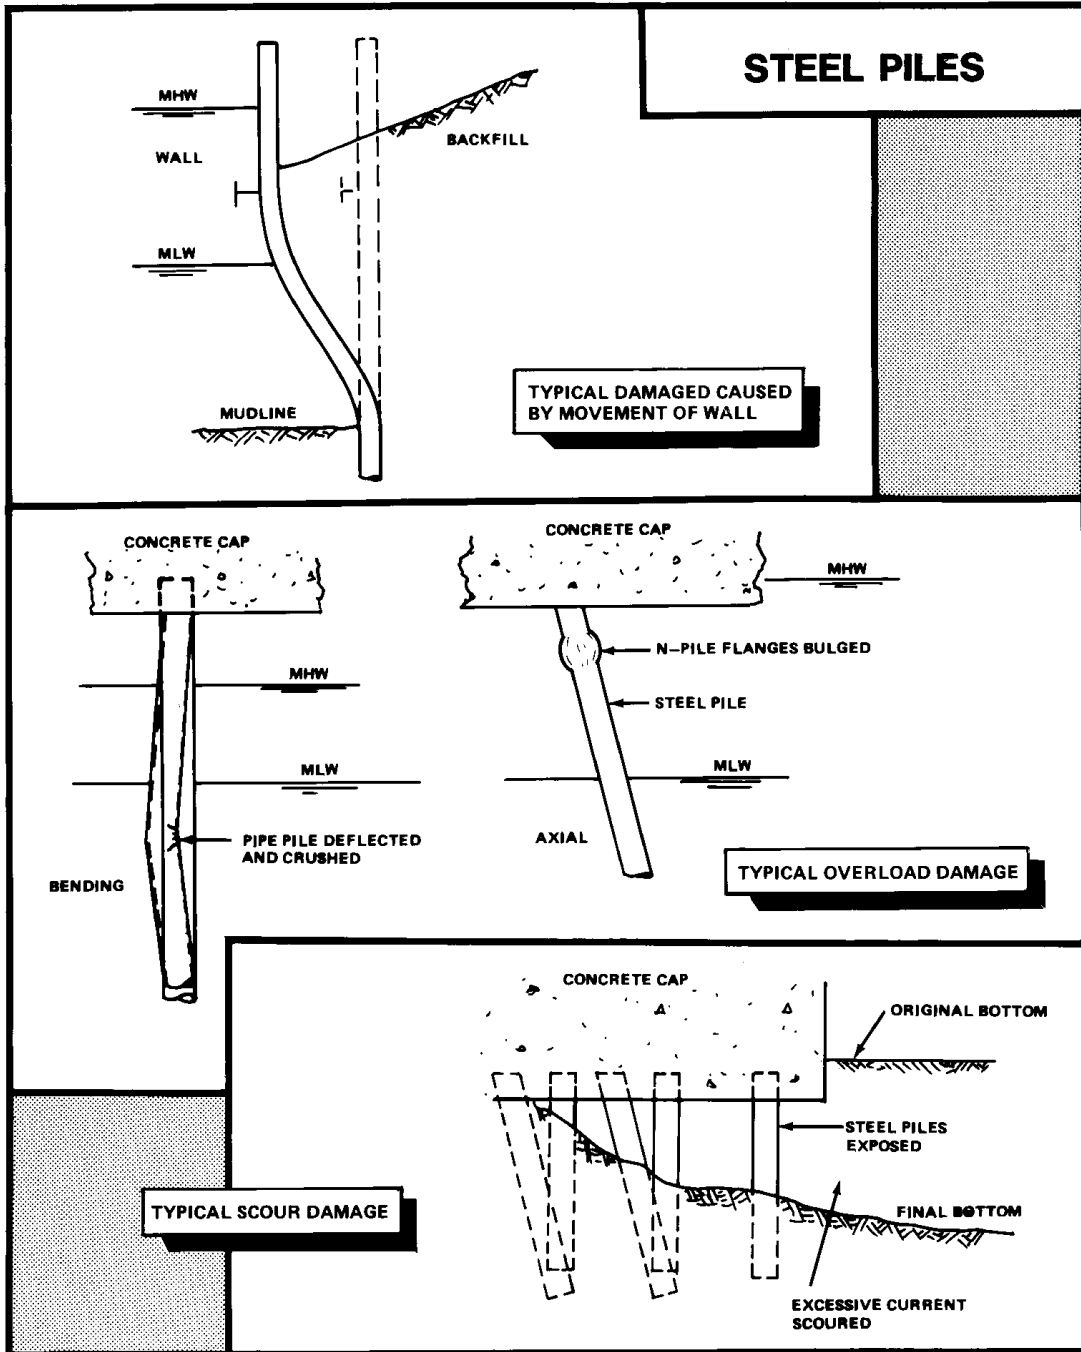 STEEL PILES
MHW
WALL
BACKFILL
MLW
MUDLINE
TYPICAL DAMAGED CAUSED
BY MOVEMENT OF WALL
CONCRETE CAP
MHW
MLW
PIPE PILE DEFLECTED
AND CRUSHED
BENDING
CONCRETE CAP
MHW
N-PILE FLANGES BULGED
STEEL PILE
MLW
AXIAL
TYPICAL OVERLOAD DAMAGE
CONCRETE CAP
ORIGINAL BOTTOM
STEEL PILES
EXPOSED
FINAL BOTTOM
EXCESSIVE CURRENT
SCOURED
TYPICAL SCOUR DAMAGE